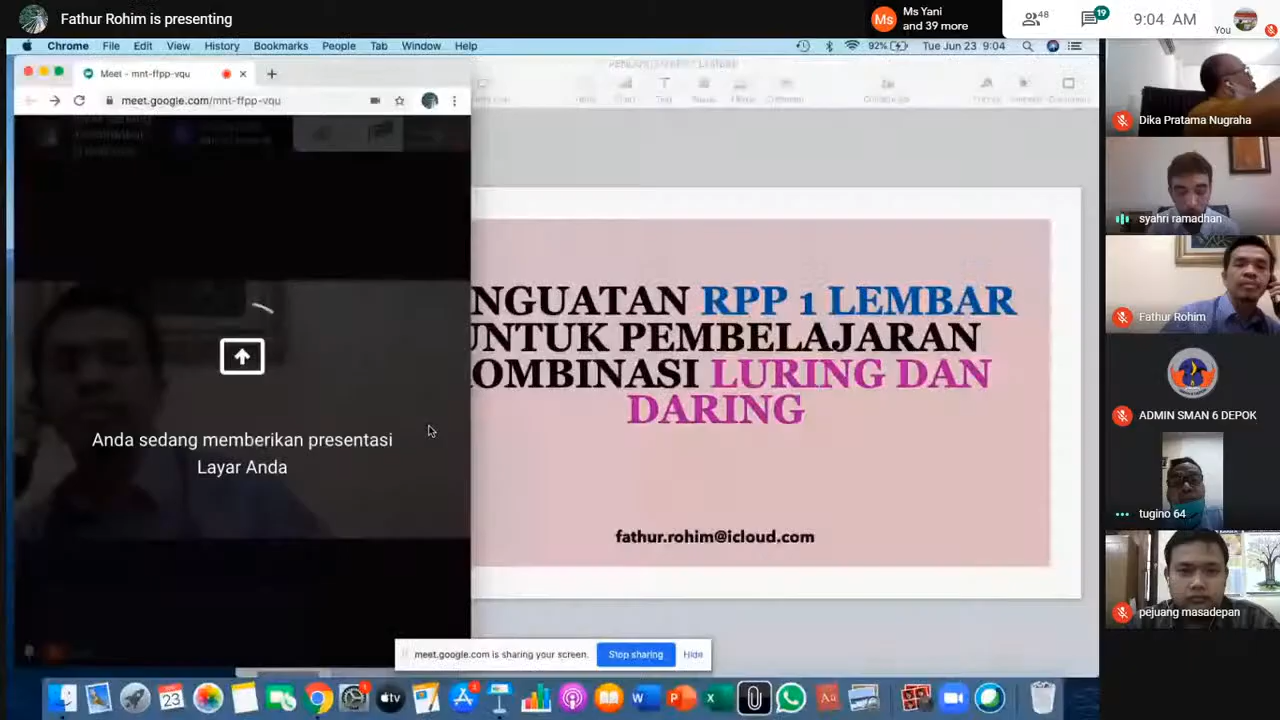 Fathur Rohim is presenting
Ms
Ms Yani
and 39 more
48
19
9:04 AM
You
Chrome File Edit View History Bookmarks People Tab Window Help
92% Tue Jun 23 9:04
Meet - mnt-ffpp-vqu
meet.google.com/mnt-ffpp-vqu
Anda sedang memberikan presentasi
Layar Anda
NGUATAN RPP 1 LEMBAR
UNTUK PEMBELAJARAN
OMBINASI LURING DAN
DARING
fathur.rohim@icloud.com
meet.google.com is sharing your screen.
Stop sharing
Hide
23
tv
Dika Pratama Nugraha
syahri ramadhan
Fathur Rohim
ADMIN SMAN 6 DEPOK
tugino 64
pejuang masadepan